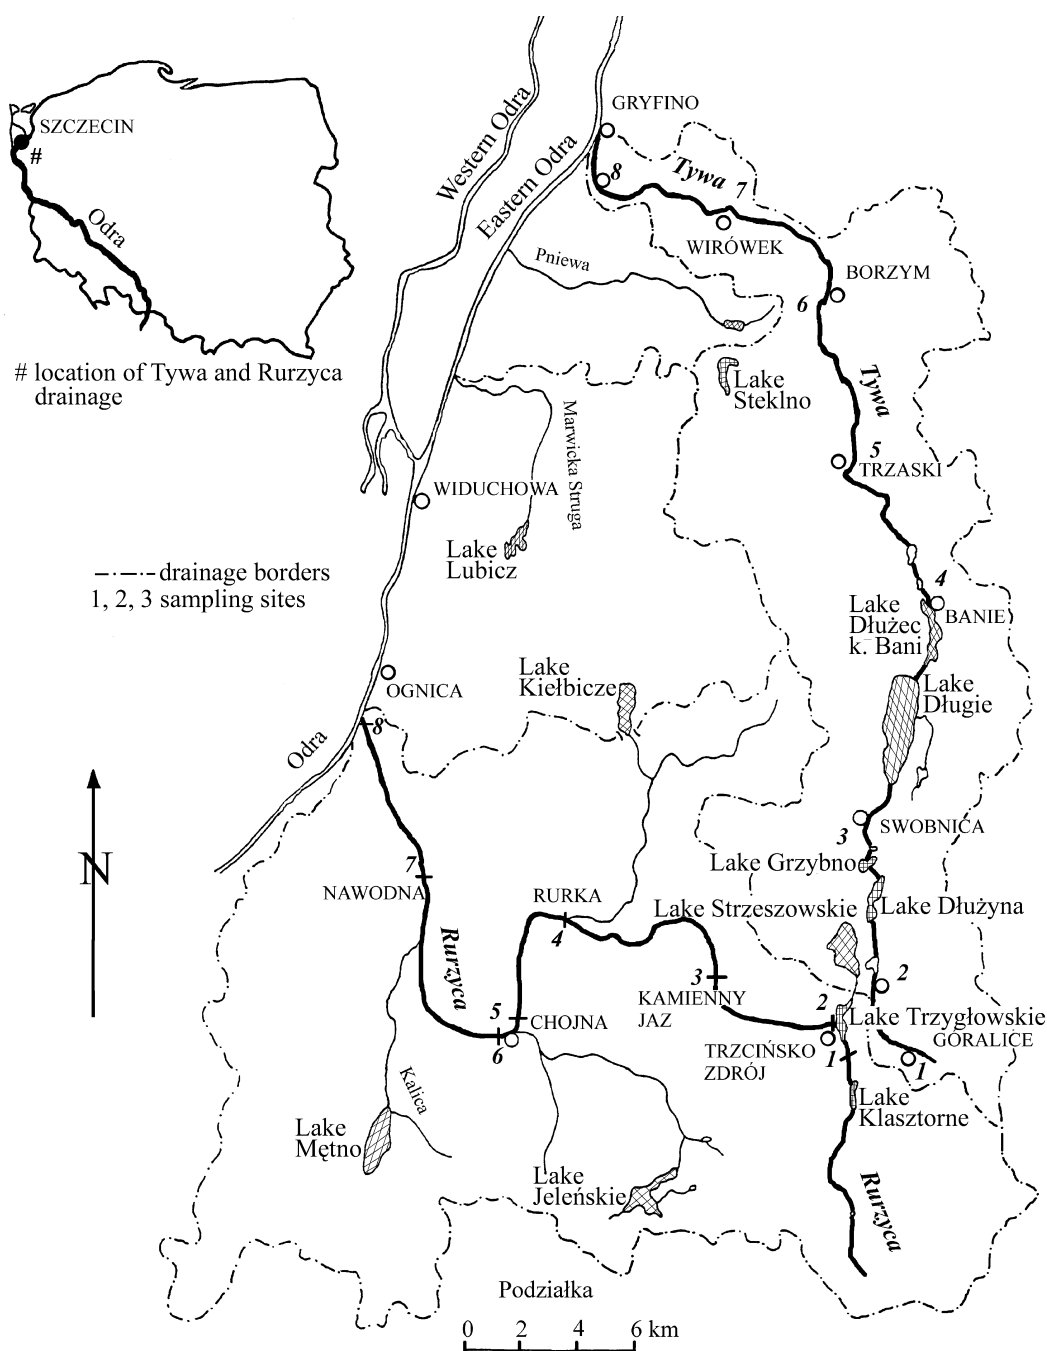 GRYFINO
SZCZECIN
#
Western Odra
Eastern Odra
Odra
8
Tywa
7
WIRÓWEK
Pniewa
BORZYM
6
# location of Tywa and Rurzyca
drainage
Lake
Steklno
Tywa
Marwicka Struga
5
TRZASKI
WIDUCHOWA
Lake
Lubicz
drainage borders
1, 2, 3 sampling sites
4
BANIE
Lake
Dłużec
k. Bani
Lake
Kiełbicze
OGNICA
Lake
Długie
8
Odra
N
3
SWOBNICA
Lake Grzybno
7
NAWODNA
RURKA
4
Lake Strzeszowskie
Lake Dłużyna
Rurzyca
3
KAMIENNY
JAZ
2
2
5
CHOJNA
6
Lake Trzygłowskie
GÓRALICE
TRZCIŃSKO
ZDRÓJ
1
1
Kalica
Lake
Klasztorne
Lake
Mętno
Lake
Jeleńskie
Rurzyca
Podziałka
0 2 4 6 km